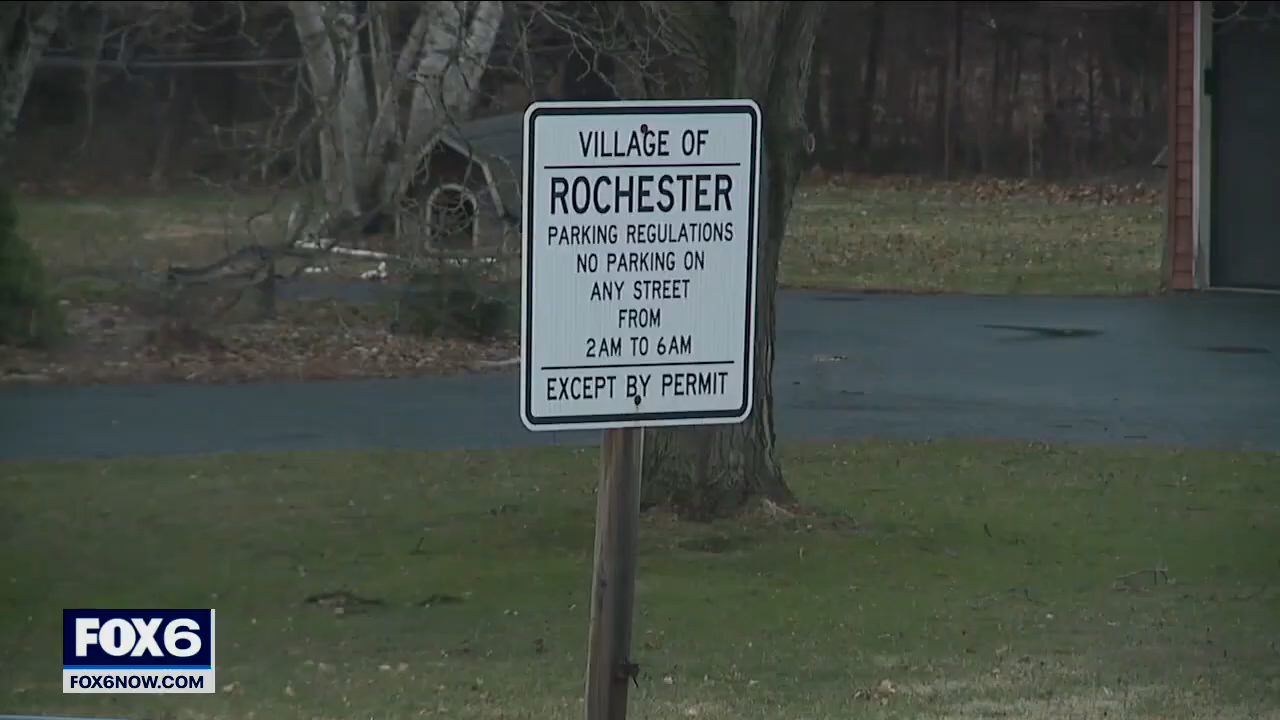 VILLAGE OF
ROCHESTER
PARKING REGULATIONS
NO PARKING ON
ANY STREET
FROM
2AM TO 6AM
EXCEPT BY PERMIT
FOX6
FOX6NOW.COM